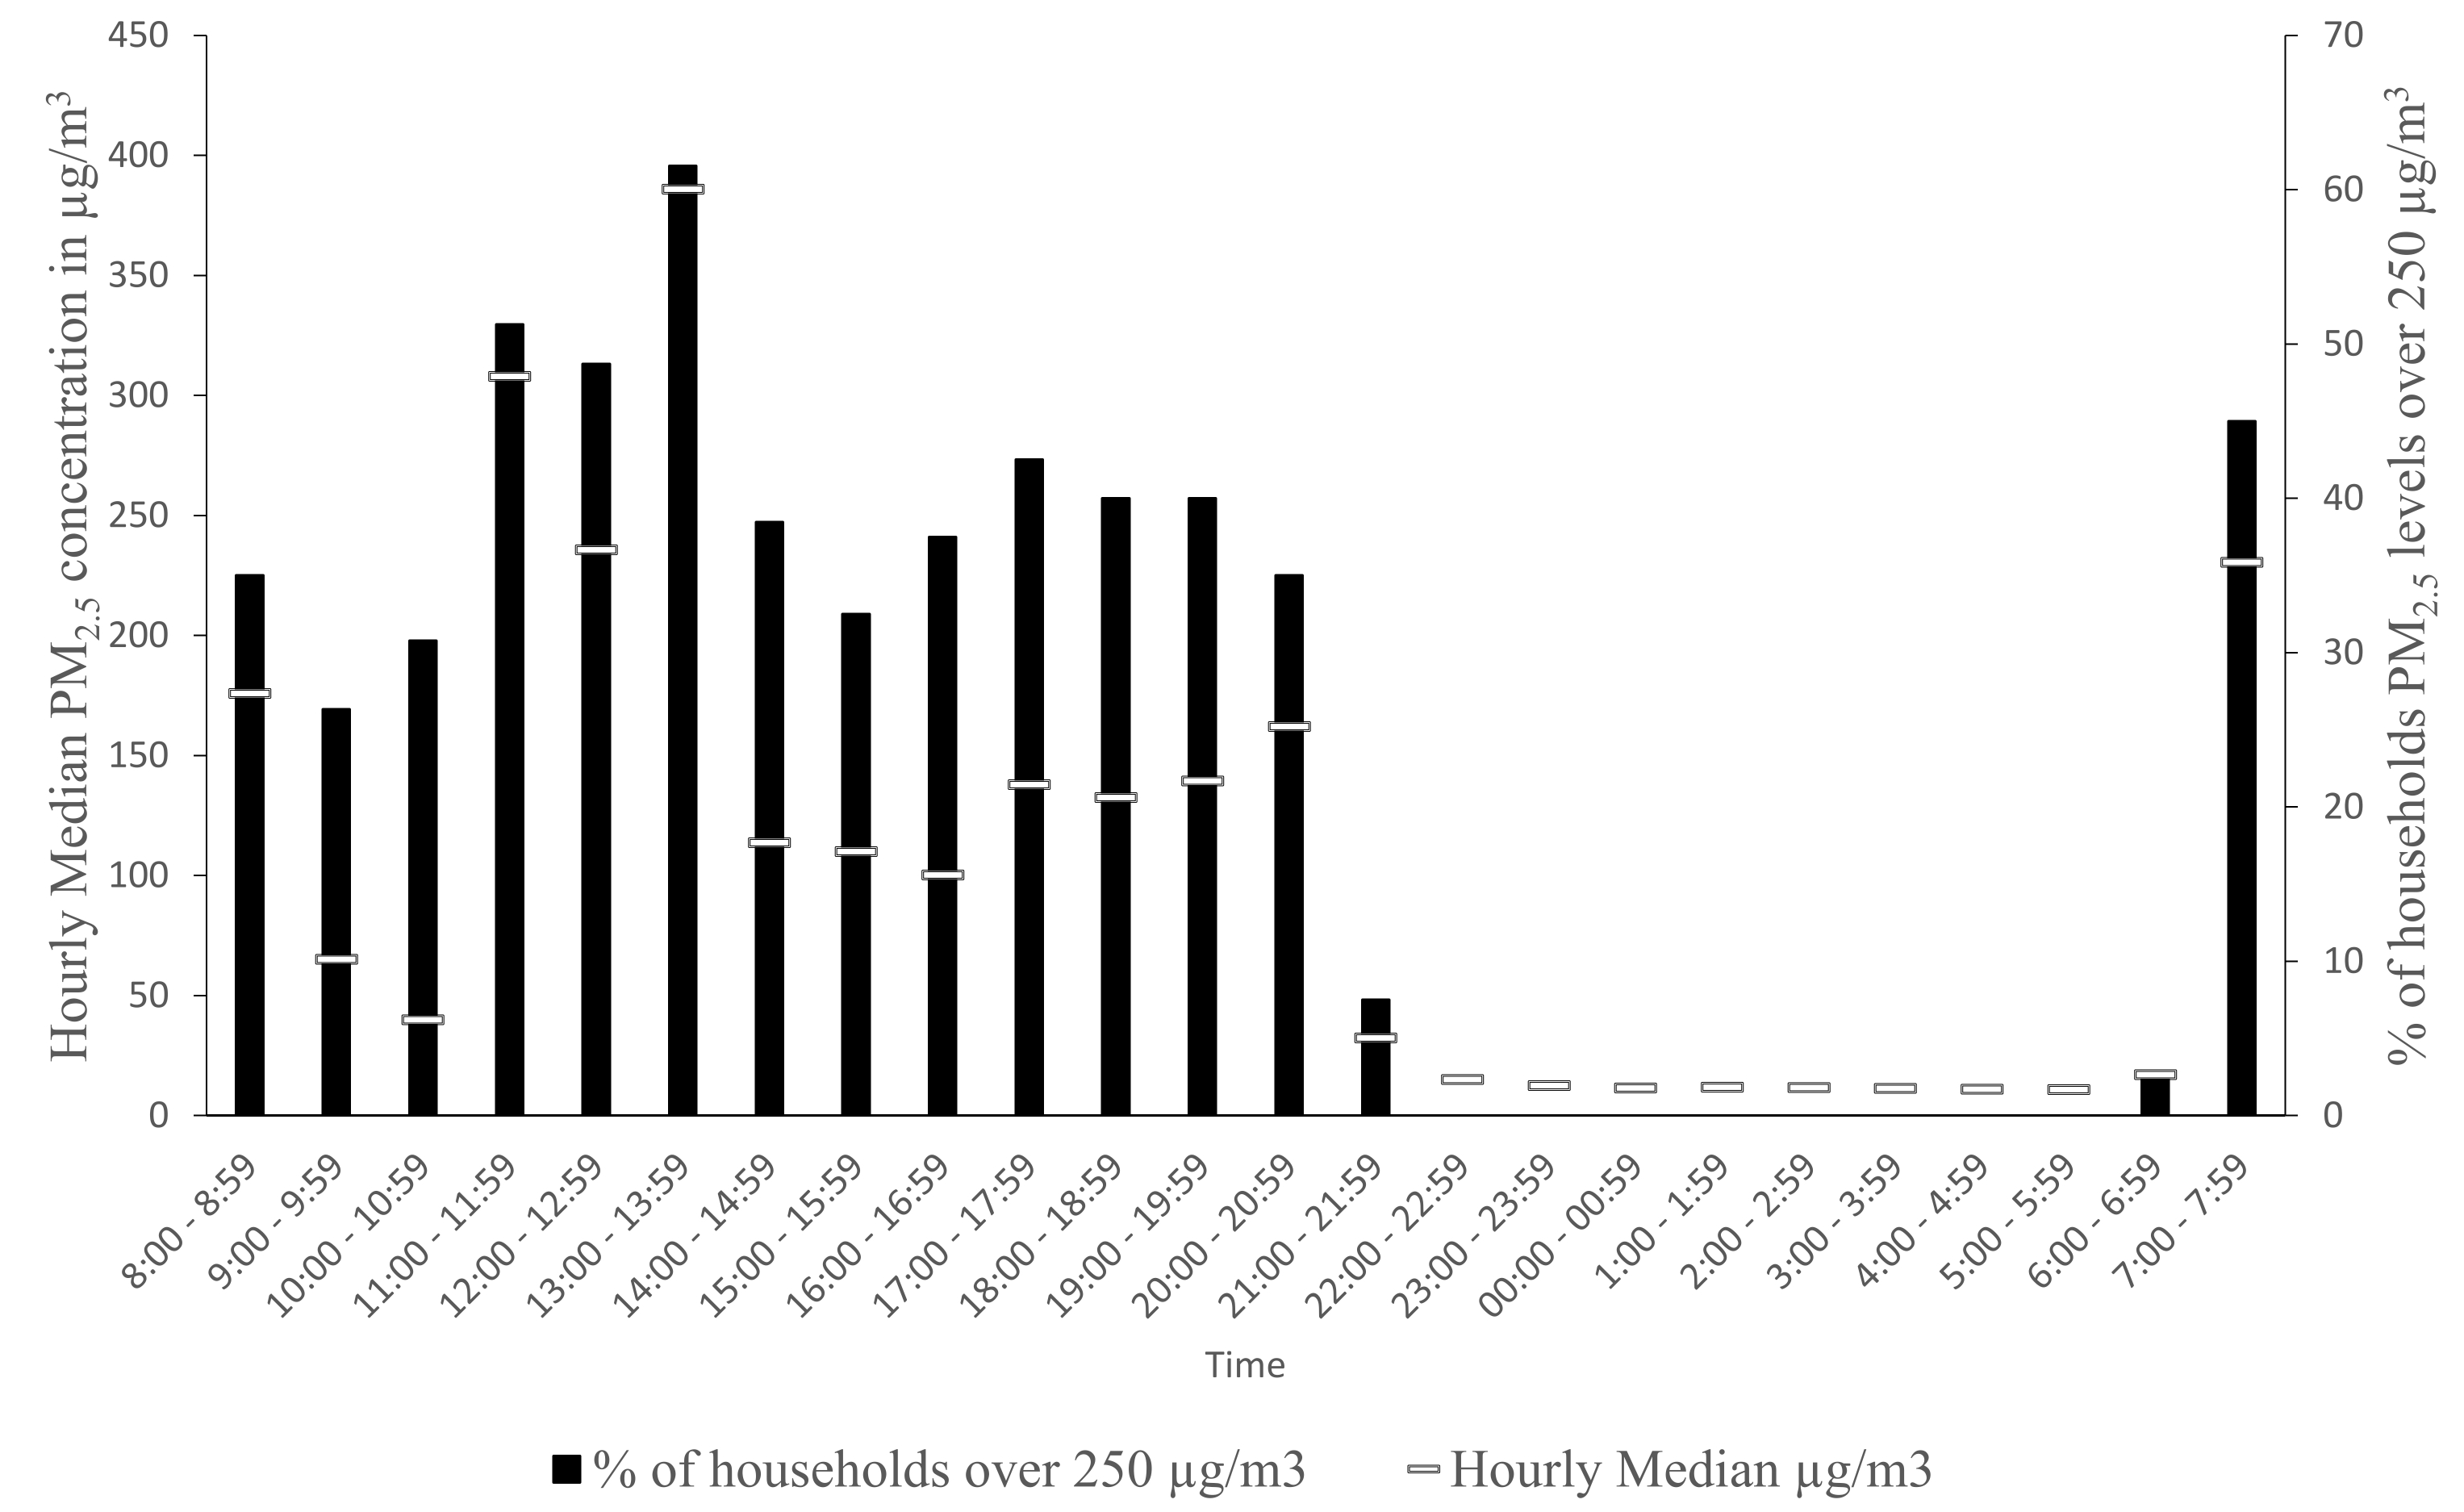 Hourly Median PM2.5 concentration in µg/m³
450
400
350
300
250
200
150
100
50
0
70
60
50
40
30
20
10
0
% of households PM2.5 levels over 250 µg/m³
8:00 - 8:59
9:00 - 9:59
10:00 - 10:59
11:00 - 11:59
12:00 - 12:59
13:00 - 13:59
14:00 - 14:59
15:00 - 15:59
16:00 - 16:59
17:00 - 17:59
18:00 - 18:59
19:00 - 19:59
20:00 - 20:59
21:00 - 21:59
22:00 - 22:59
23:00 - 23:59
00:00 - 00:59
1:00 - 1:59
2:00 - 2:59
3:00 - 3:59
4:00 - 4:59
5:00 - 5:59
6:00 - 6:59
7:00 - 7:59
Time
% of households over 250 µg/m3
Hourly Median µg/m3